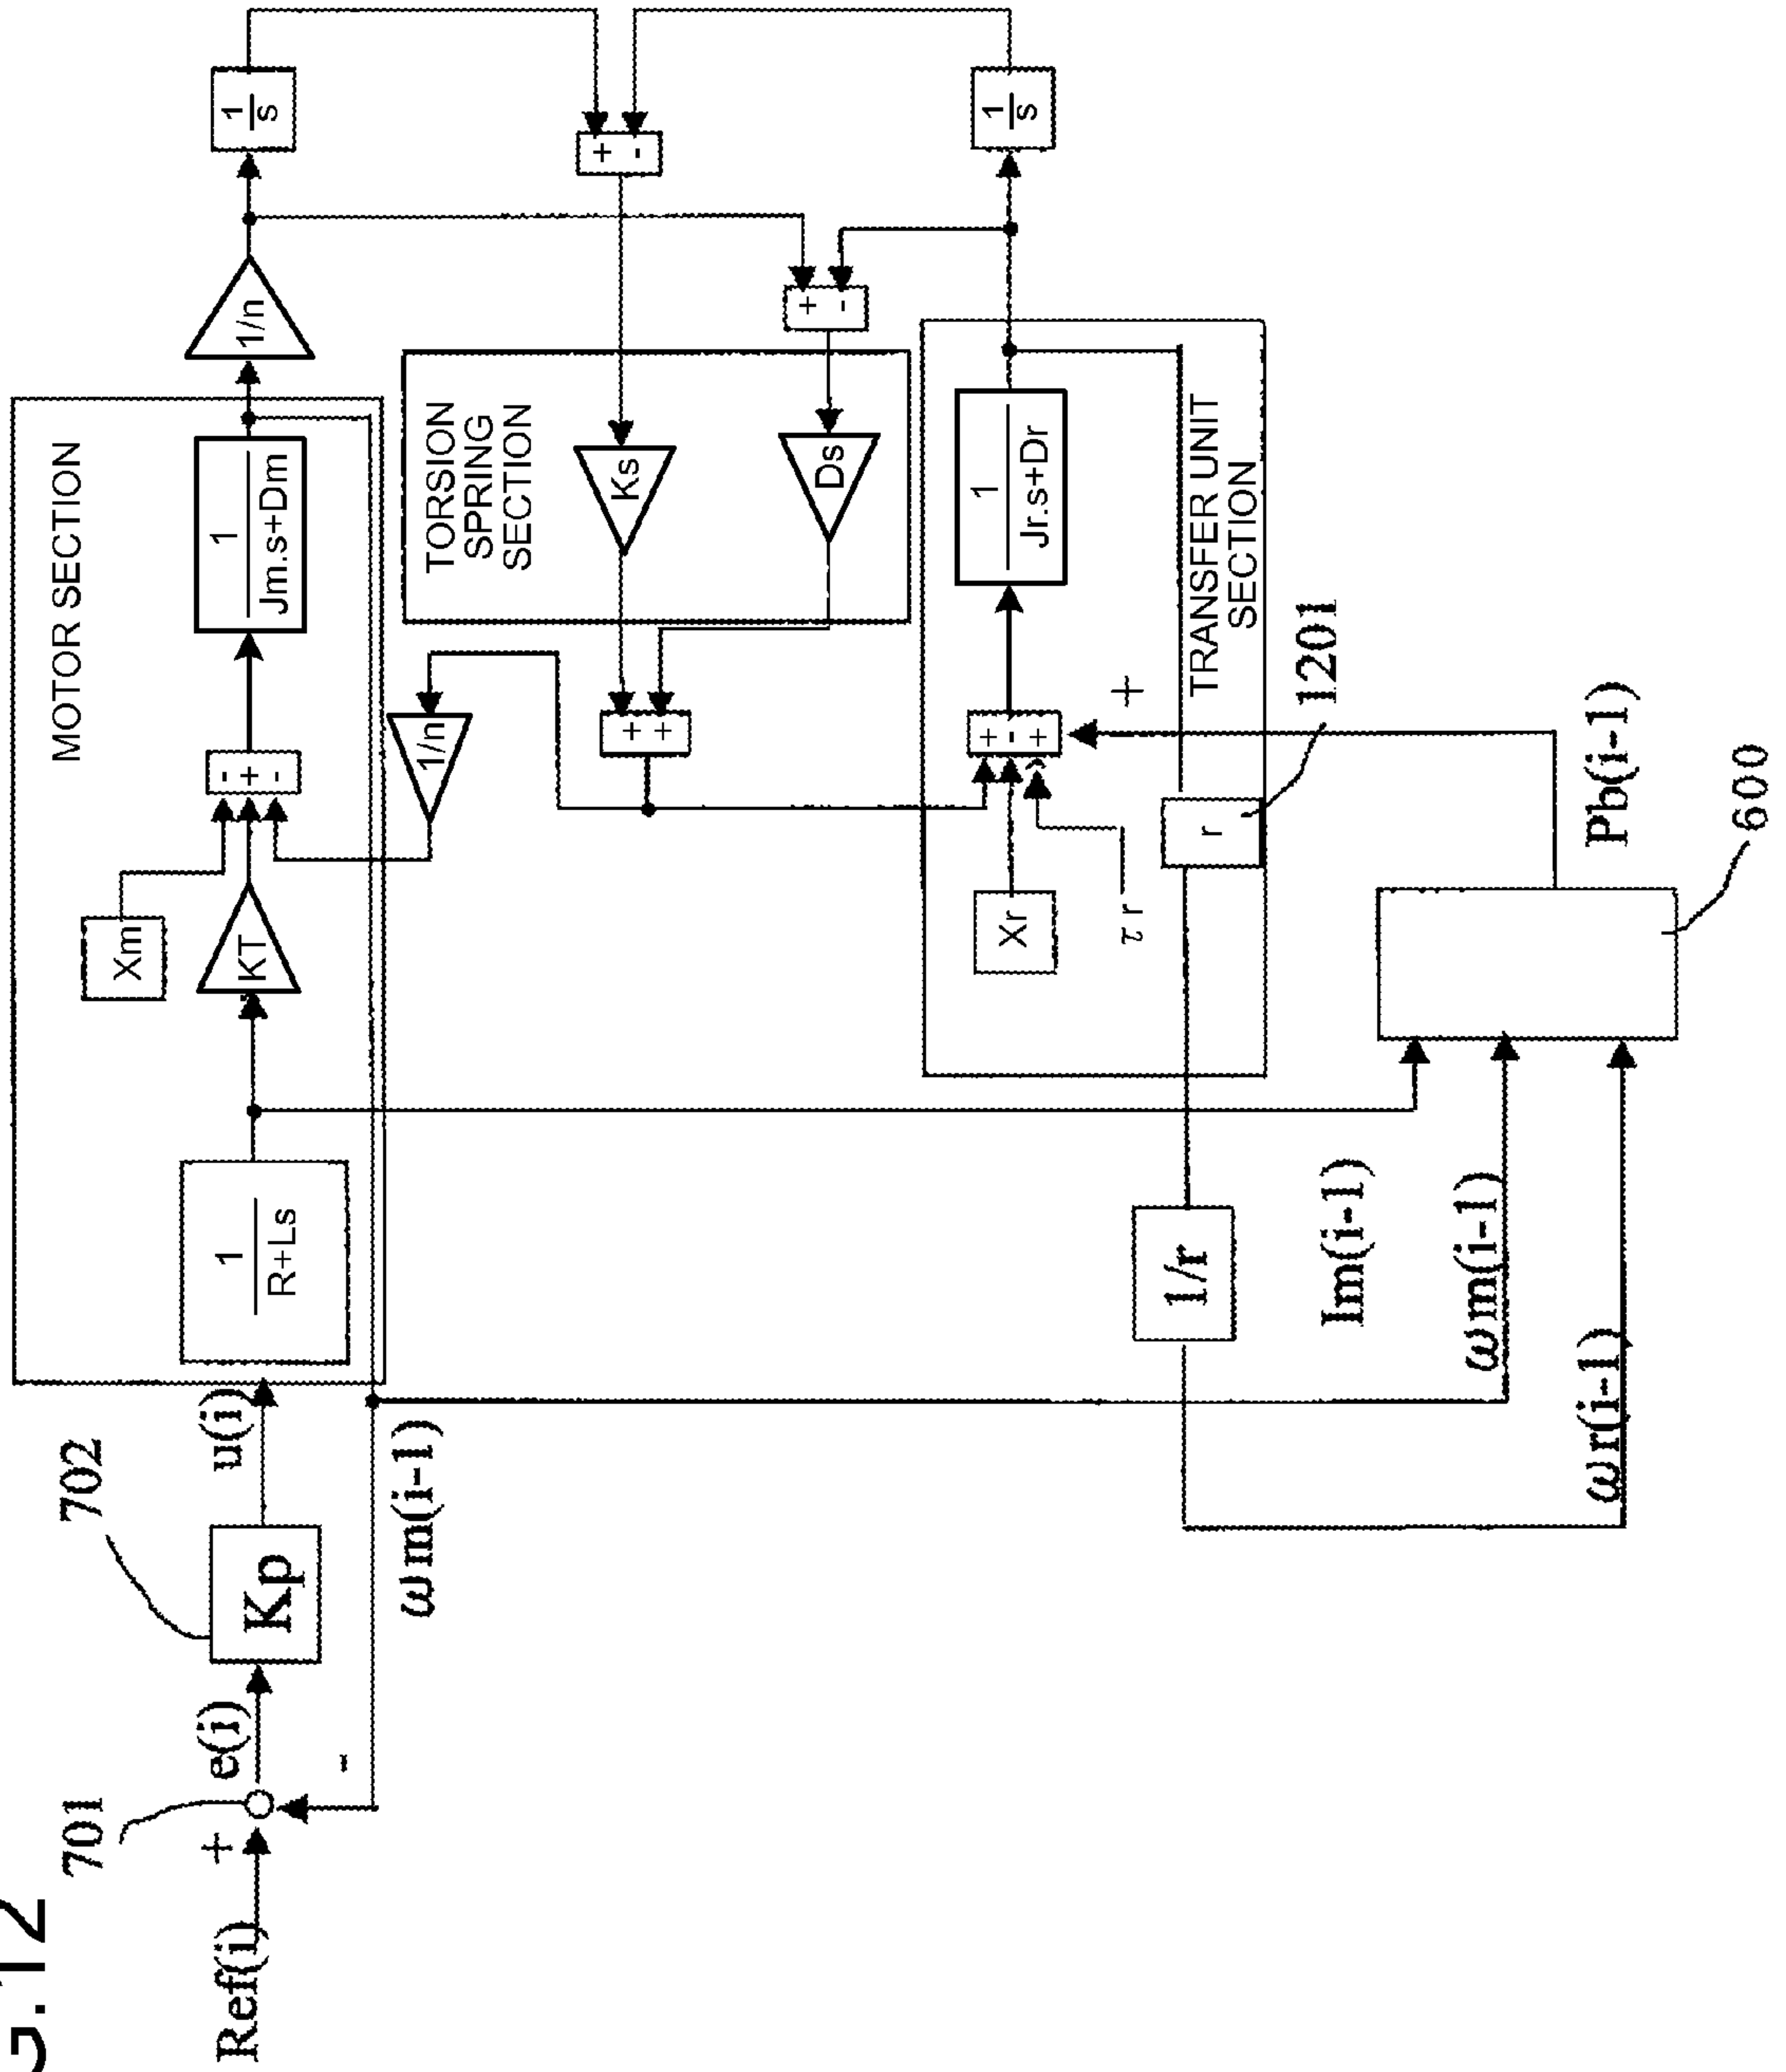 G.12
701
702
Ref(i)
+
e(i)
-
Kp
u(i)
ωm(i-1)
MOTOR SECTION
1
R+Ls
Xm
KT
- + -
1
Jm.s+Dm
1/n
1
s
1/n
TORSION
SPRING
SECTION
Ks
Ds
+ +
+ -
+ -
1
s
Xr
τr
+ - +
+
1
Jr.s+Dr
TRANSFER UNIT
SECTION
r
1201
1/r
Im(i-1)
ωm(i-1)
ωr(i-1)
Pb(i-1)
600